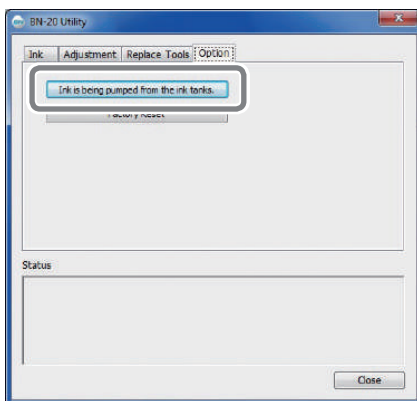 BN-20 Utility
Ink
Adjustment
Replace Tools
Option
Ink is being pumped from the ink tanks.
Factory Reset
Status
Close